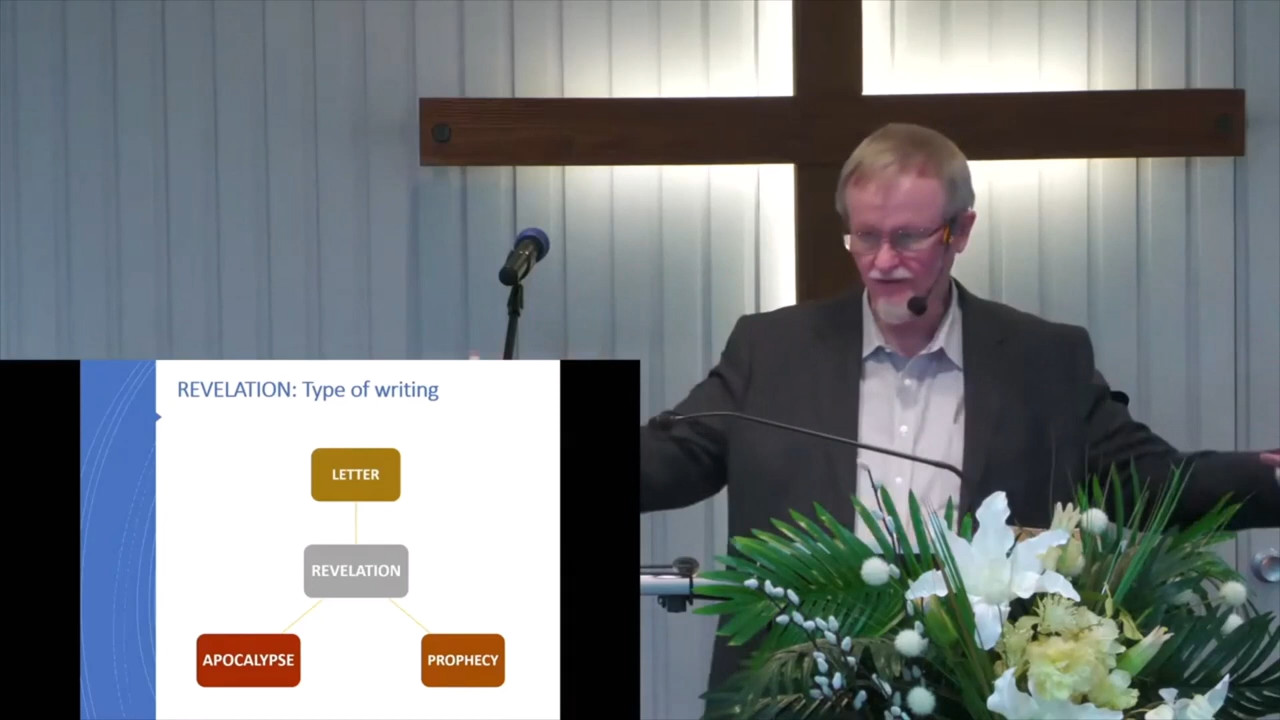 REVELATION: Type of writing
LETTER
REVELATION
APOCALYPSE
PROPHECY